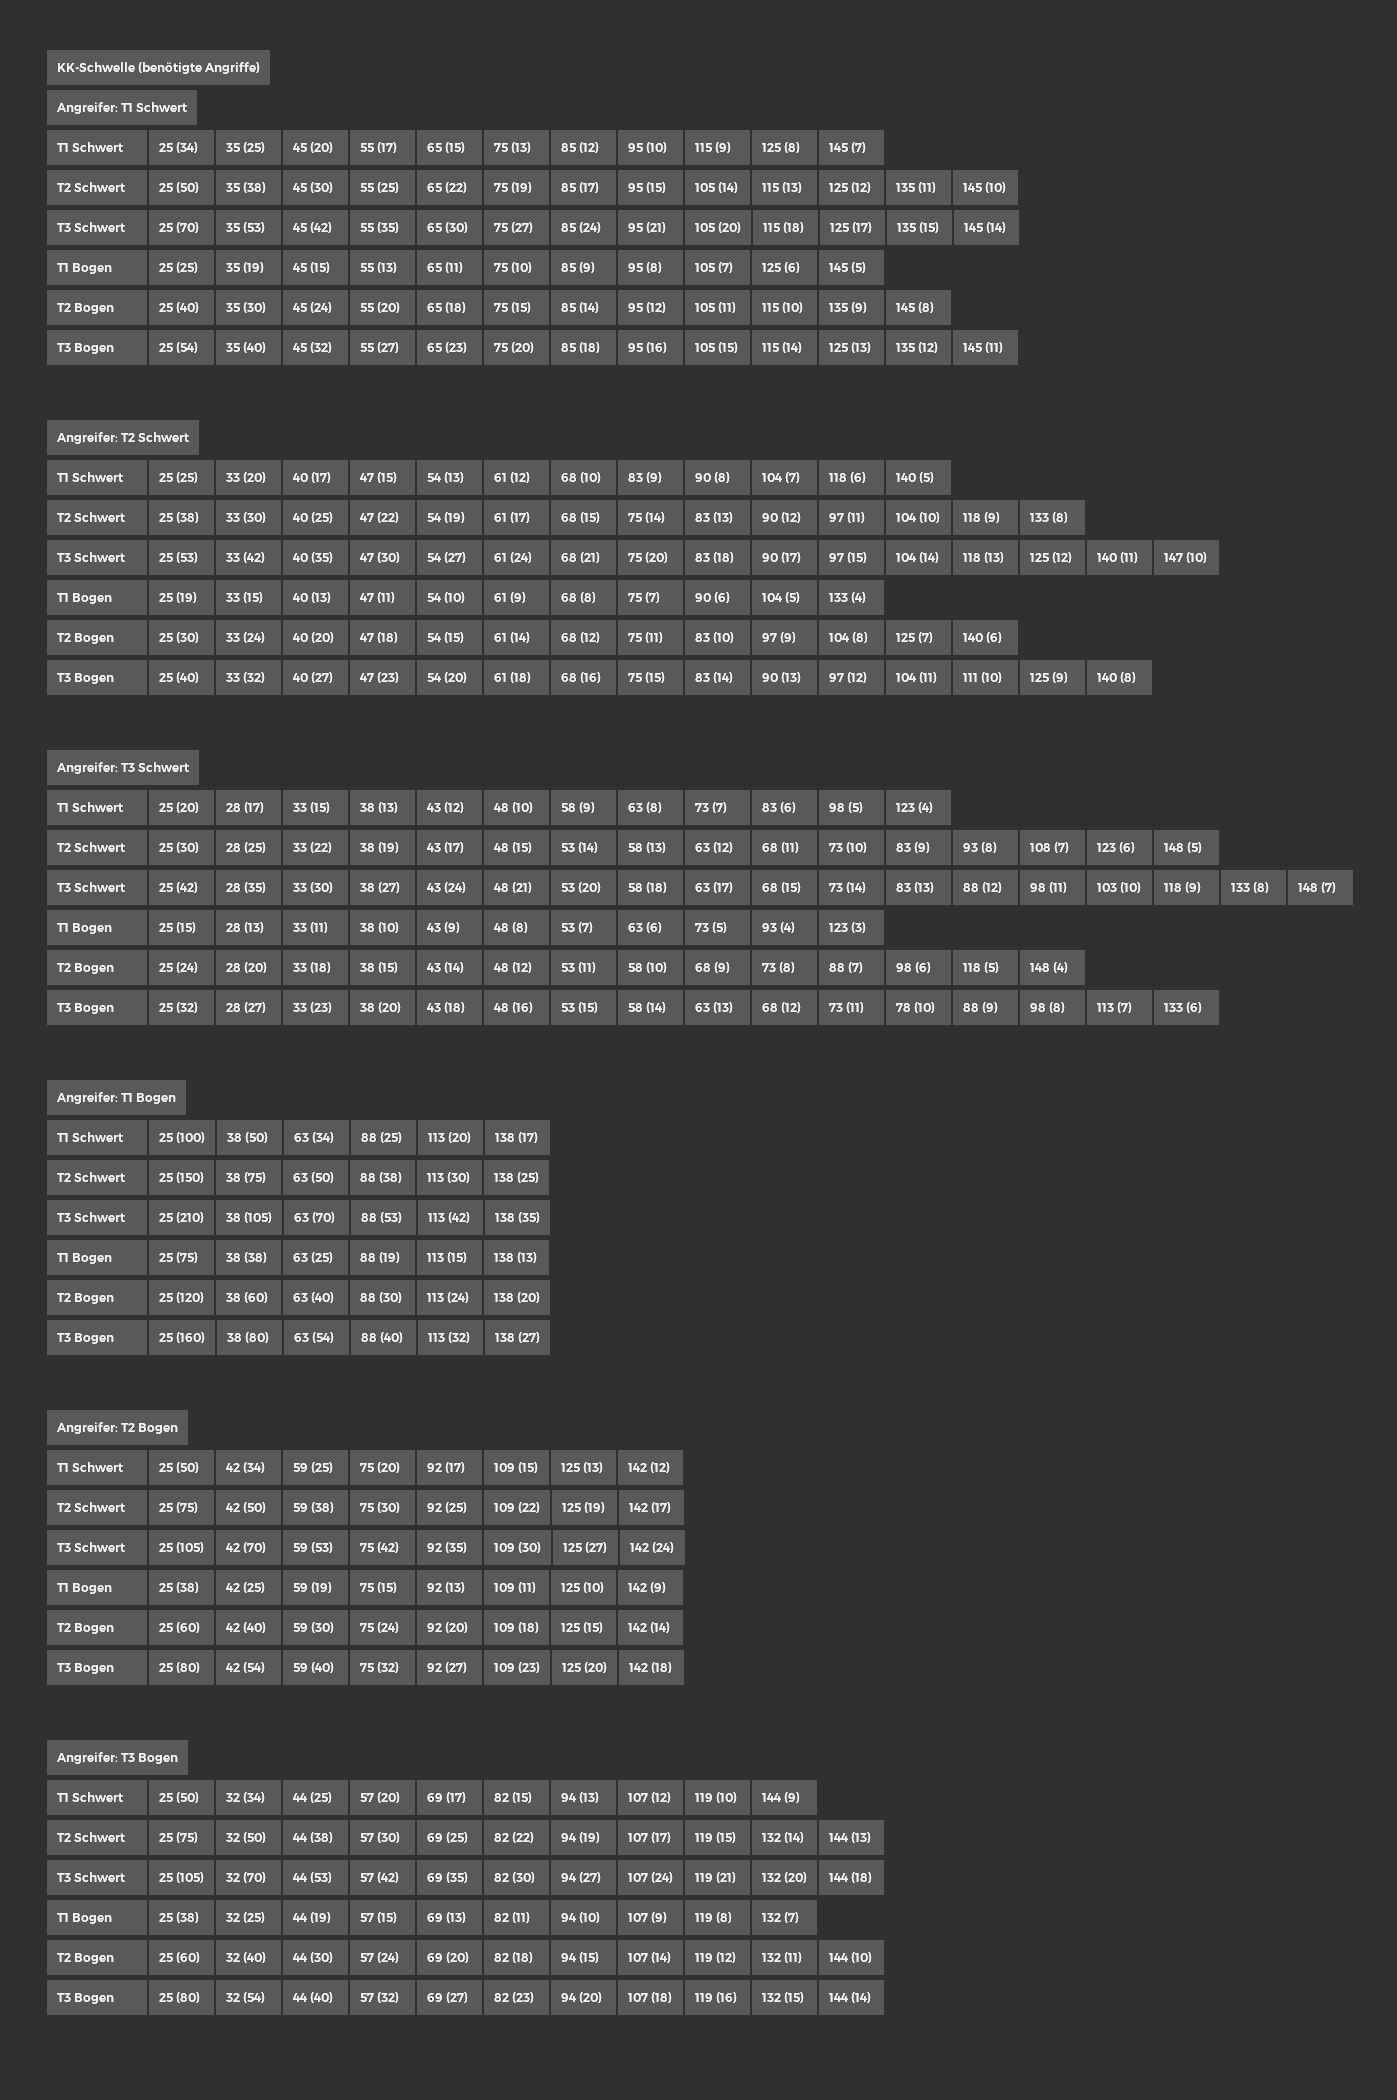 KK-Schwelle (benötigte Angriffe)
Angreifer: T1 Schwert
T1 Schwert 25 (34) 35 (25) 45 (20) 55 (17) 65 (15) 75 (13) 85 (12) 95 (10) 115 (9) 125 (8) 145 (7)
T2 Schwert 25 (50) 35 (38) 45 (30) 55 (25) 65 (22) 75 (19) 85 (17) 95 (15) 105 (14) 115 (13) 125 (12) 135 (11) 145 (10)
T3 Schwert 25 (70) 35 (53) 45 (42) 55 (35) 65 (30) 75 (27) 85 (24) 95 (21) 105 (20) 115 (18) 125 (17) 135 (15) 145 (14)
T1 Bogen 25 (25) 35 (19) 45 (15) 55 (13) 65 (11) 75 (10) 85 (9) 95 (8) 105 (7) 125 (6) 145 (5)
T2 Bogen 25 (40) 35 (30) 45 (24) 55 (20) 65 (18) 75 (15) 85 (14) 95 (12) 105 (11) 115 (10) 135 (9) 145 (8)
T3 Bogen 25 (54) 35 (40) 45 (32) 55 (27) 65 (23) 75 (20) 85 (18) 95 (16) 105 (15) 115 (14) 125 (13) 135 (12) 145 (11)
Angreifer: T2 Schwert
T1 Schwert 25 (25) 33 (20) 40 (17) 47 (15) 54 (13) 61 (12) 68 (10) 83 (9) 90 (8) 104 (7) 118 (6) 140 (5)
T2 Schwert 25 (38) 33 (30) 40 (25) 47 (22) 54 (19) 61 (17) 68 (15) 75 (14) 83 (13) 90 (12) 97 (11) 104 (10) 118 (9) 133 (8)
T3 Schwert 25 (53) 33 (42) 40 (35) 47 (30) 54 (27) 61 (24) 68 (21) 75 (20) 83 (18) 90 (17) 97 (15) 104 (14) 118 (13) 125 (12) 140 (11) 147 (10)
T1 Bogen 25 (19) 33 (15) 40 (13) 47 (11) 54 (10) 61 (9) 68 (8) 75 (7) 90 (6) 104 (5) 133 (4)
T2 Bogen 25 (30) 33 (24) 40 (20) 47 (18) 54 (15) 61 (14) 68 (12) 75 (11) 83 (10) 97 (9) 104 (8) 125 (7) 140 (6)
T3 Bogen 25 (40) 33 (32) 40 (27) 47 (23) 54 (20) 61 (18) 68 (16) 75 (15) 83 (14) 90 (13) 97 (12) 104 (11) 111 (10) 125 (9) 140 (8)
Angreifer: T3 Schwert
T1 Schwert 25 (20) 28 (17) 33 (15) 38 (13) 43 (12) 48 (10) 58 (9) 63 (8) 73 (7) 83 (6) 98 (5) 123 (4)
T2 Schwert 25 (30) 28 (25) 33 (22) 38 (19) 43 (17) 48 (15) 53 (14) 58 (13) 63 (12) 68 (11) 73 (10) 83 (9) 93 (8) 108 (7) 123 (6) 148 (5)
T3 Schwert 25 (42) 28 (35) 33 (30) 38 (27) 43 (24) 48 (21) 53 (20) 58 (18) 63 (17) 68 (15) 73 (14) 83 (13) 88 (12) 98 (11) 103 (10) 118 (9) 133 (8) 148 (7)
T1 Bogen 25 (15) 28 (13) 33 (11) 38 (10) 43 (9) 48 (8) 53 (7) 63 (6) 73 (5) 93 (4) 123 (3)
T2 Bogen 25 (24) 28 (20) 33 (18) 38 (15) 43 (14) 48 (12) 53 (11) 58 (10) 68 (9) 73 (8) 88 (7) 98 (6) 118 (5) 148 (4)
T3 Bogen 25 (32) 28 (27) 33 (23) 38 (20) 43 (18) 48 (16) 53 (15) 58 (14) 63 (13) 68 (12) 73 (11) 78 (10) 88 (9) 98 (8) 113 (7) 133 (6)
Angreifer: T1 Bogen
T1 Schwert 25 (100) 38 (50) 63 (34) 88 (25) 113 (20) 138 (17)
T2 Schwert 25 (150) 38 (75) 63 (50) 88 (38) 113 (30) 138 (25)
T3 Schwert 25 (210) 38 (105) 63 (70) 88 (53) 113 (42) 138 (35)
T1 Bogen 25 (75) 38 (38) 63 (25) 88 (19) 113 (15) 138 (13)
T2 Bogen 25 (120) 38 (60) 63 (40) 88 (30) 113 (24) 138 (20)
T3 Bogen 25 (160) 38 (80) 63 (54) 88 (40) 113 (32) 138 (27)
Angreifer: T2 Bogen
T1 Schwert 25 (50) 42 (34) 59 (25) 75 (20) 92 (17) 109 (15) 125 (13) 142 (12)
T2 Schwert 25 (75) 42 (50) 59 (38) 75 (30) 92 (25) 109 (22) 125 (19) 142 (17)
T3 Schwert 25 (105) 42 (70) 59 (53) 75 (42) 92 (35) 109 (30) 125 (27) 142 (24)
T1 Bogen 25 (38) 42 (25) 59 (19) 75 (15) 92 (13) 109 (11) 125 (10) 142 (9)
T2 Bogen 25 (60) 42 (40) 59 (30) 75 (24) 92 (20) 109 (18) 125 (15) 142 (14)
T3 Bogen 25 (80) 42 (54) 59 (40) 75 (32) 92 (27) 109 (23) 125 (20) 142 (18)
Angreifer: T3 Bogen
T1 Schwert 25 (50) 32 (34) 44 (25) 57 (20) 69 (17) 82 (15) 94 (13) 107 (12) 119 (10) 144 (9)
T2 Schwert 25 (75) 32 (50) 44 (38) 57 (30) 69 (25) 82 (22) 94 (19) 107 (17) 119 (15) 132 (14) 144 (13)
T3 Schwert 25 (105) 32 (70) 44 (53) 57 (42) 69 (35) 82 (30) 94 (27) 107 (24) 119 (21) 132 (20) 144 (18)
T1 Bogen 25 (38) 32 (25) 44 (19) 57 (15) 69 (13) 82 (11) 94 (10) 107 (9) 119 (8) 132 (7)
T2 Bogen 25 (60) 32 (40) 44 (30) 57 (24) 69 (20) 82 (18) 94 (15) 107 (14) 119 (12) 132 (11) 144 (10)
T3 Bogen 25 (80) 32 (54) 44 (40) 57 (32) 69 (27) 82 (23) 94 (20) 107 (18) 119 (16) 132 (15) 144 (14)